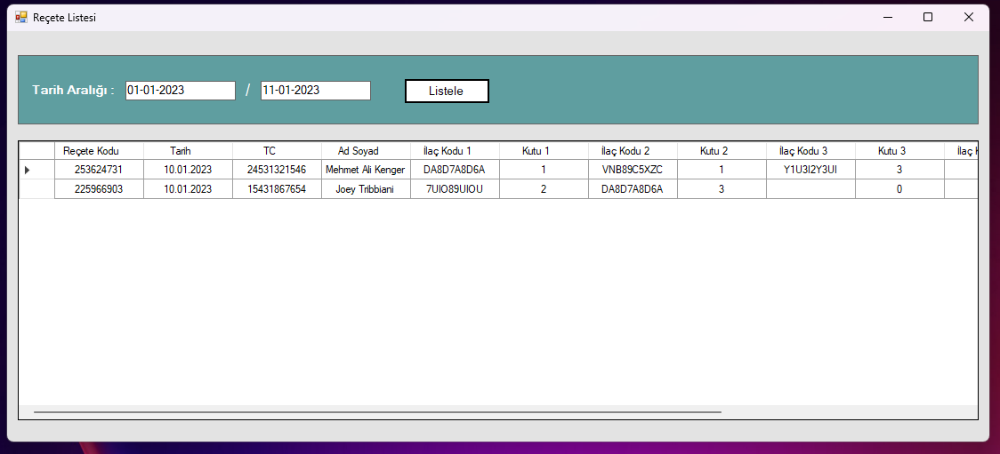 Reçete Listesi
Tarih Aralığı : 01-01-2023 / 11-01-2023 Listele
Reçete Kodu Tarih TC Ad Soyad İlaç Kodu 1 Kutu 1 İlaç Kodu 2 Kutu 2 İlaç Kodu 3 Kutu 3 İlaç
253624731 10.01.2023 24531321546 Mehmet Ali Kenger DA8D7A8D6A 1 VNB89C5XZC 1 Y1U3I2Y3UI 3
225966903 10.01.2023 15431867654 Joey Tribbiani 7UIO89UIOU 2 DA8D7A8D6A 3 0